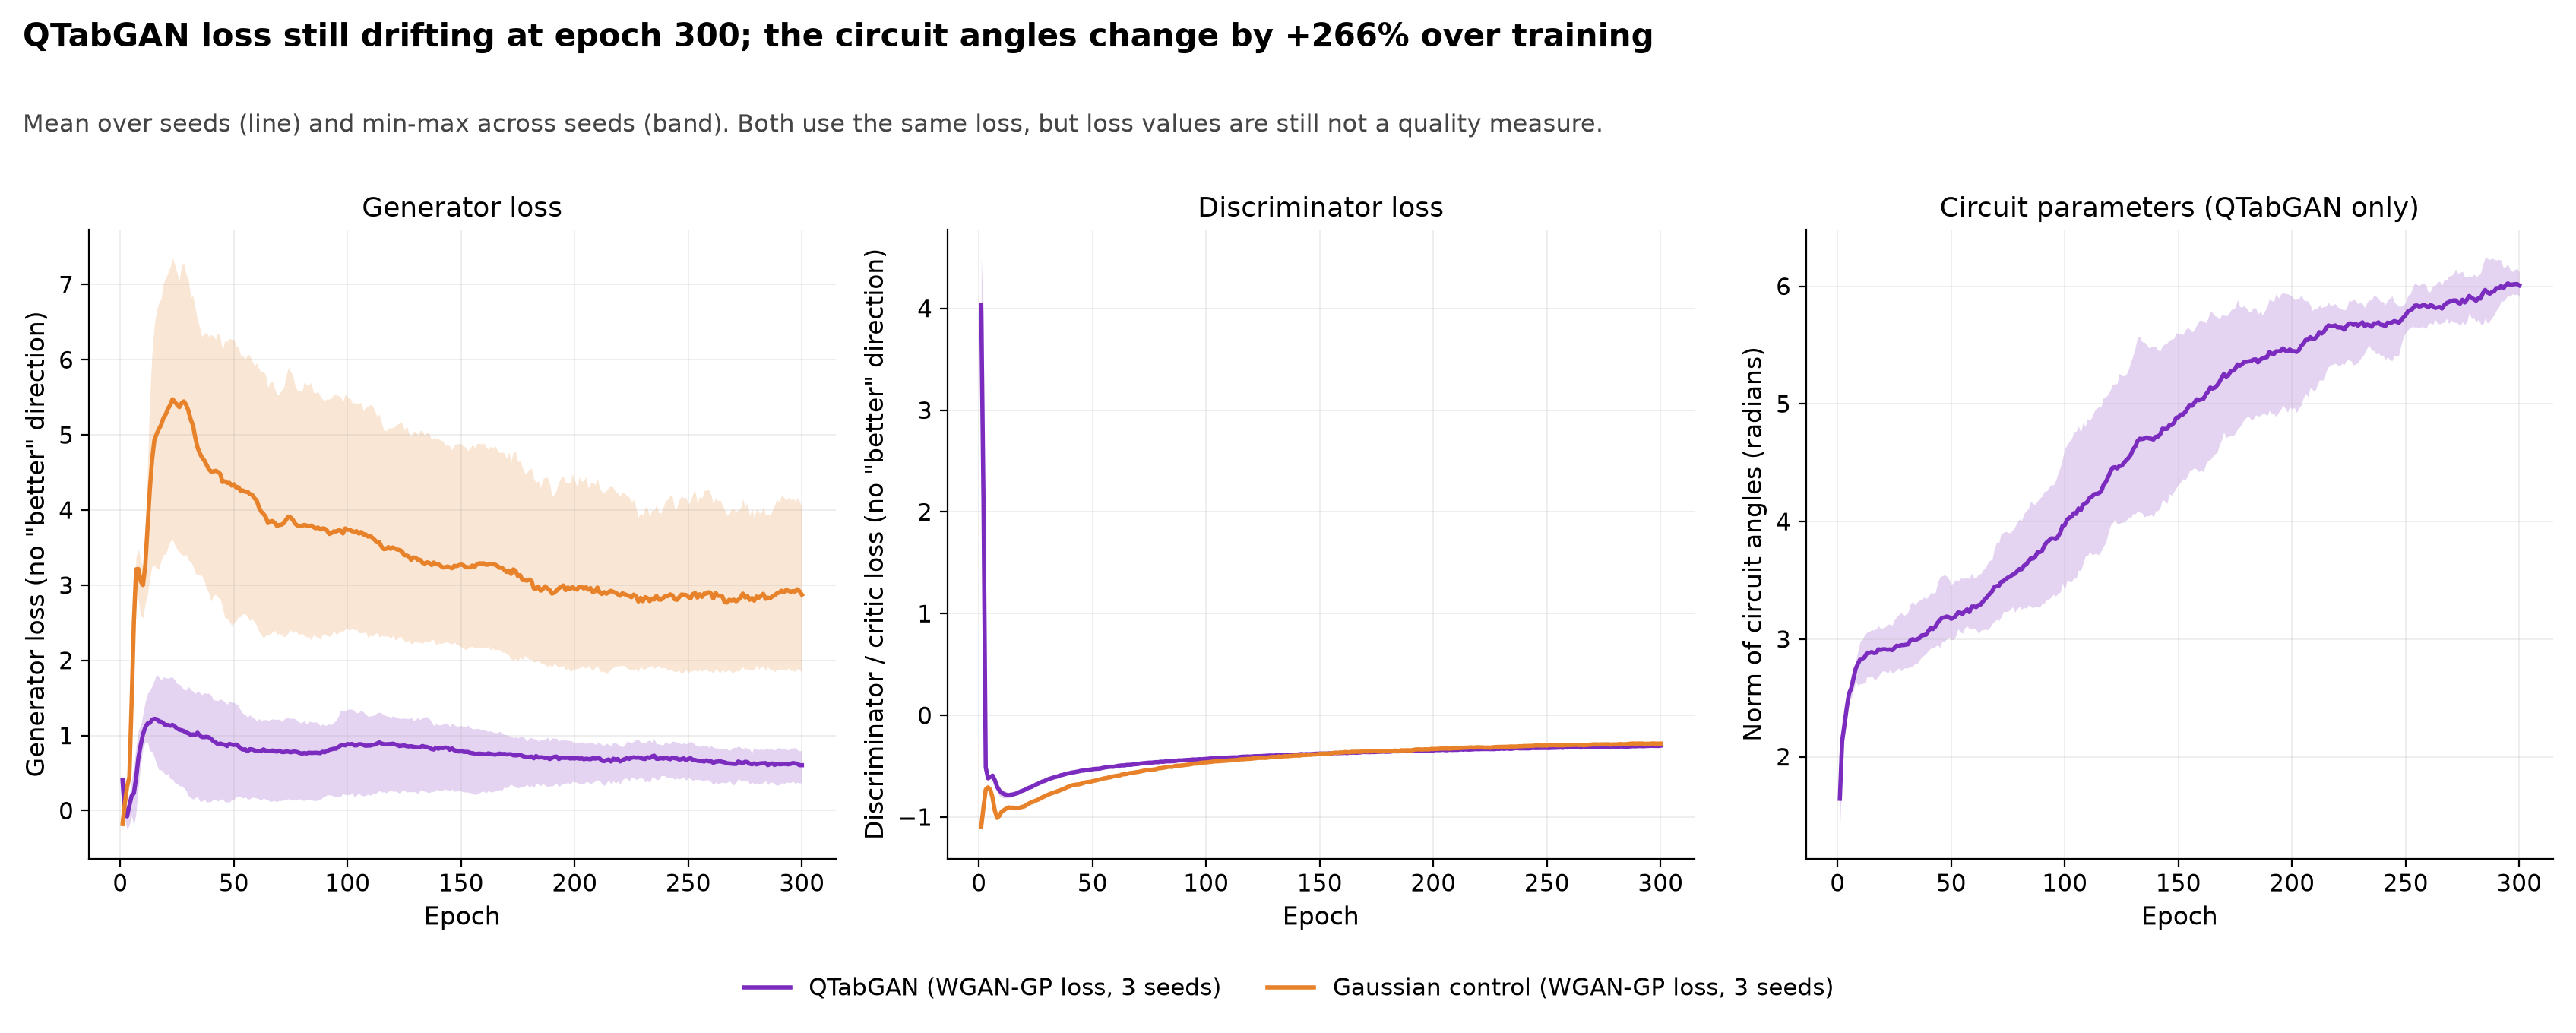 QTabGAN loss still drifting at epoch 300; the circuit angles change by +266% over training
Mean over seeds (line) and min-max across seeds (band). Both use the same loss, but loss values are still not a quality measure.
Generator loss
Generator loss (no "better" direction)
7
6
5
4
3
2
1
0
0 50 100 150 200 250 300
Epoch
Discriminator loss
Discriminator / critic loss (no "better" direction)
4
3
2
1
0
−1
0 50 100 150 200 250 300
Epoch
Circuit parameters (QTabGAN only)
Norm of circuit angles (radians)
6
5
4
3
2
0 50 100 150 200 250 300
Epoch
QTabGAN (WGAN-GP loss, 3 seeds)
Gaussian control (WGAN-GP loss, 3 seeds)